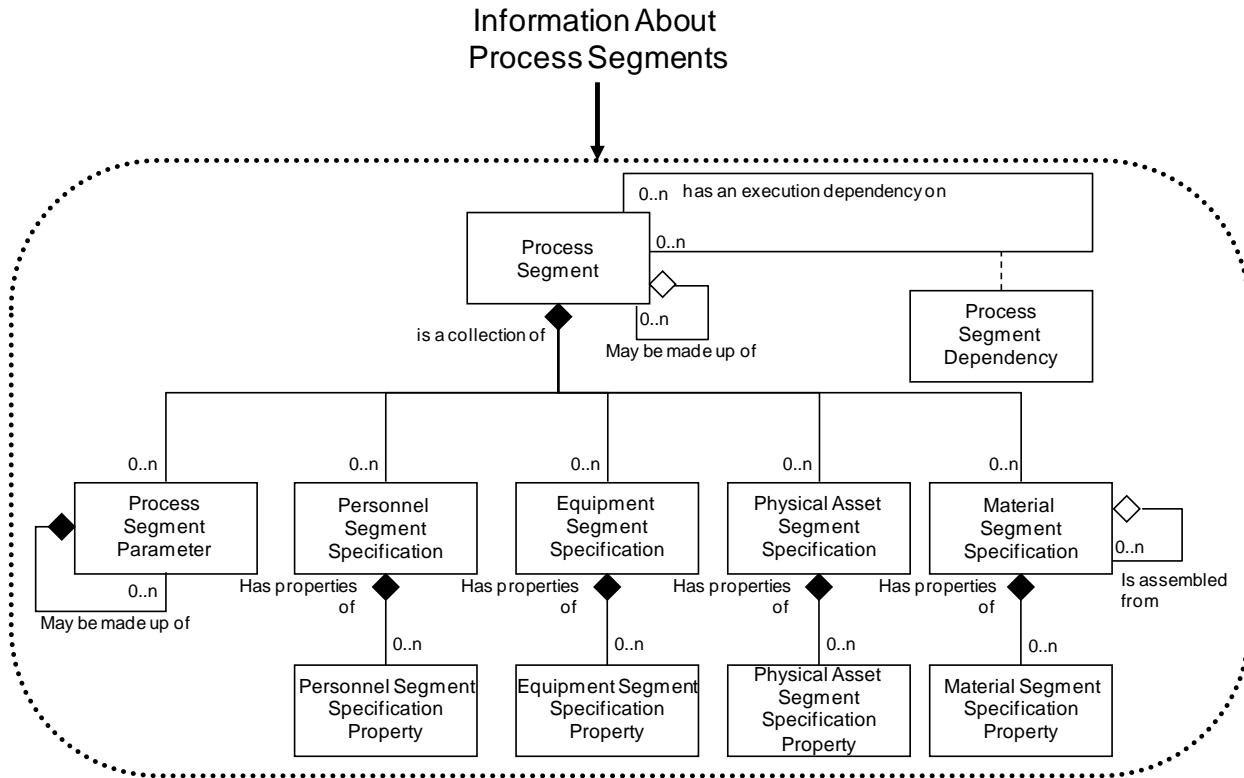 Information About
Process Segments
0..n
has an execution dependency on
Process
Segment
0..n
0..n
May be made up of
is a collection of
Process
Segment
Dependency
0..n
0..n
0..n
0..n
0..n
Process
Segment
Parameter
Personnel
Segment
Specification
Equipment
Segment
Specification
Physical Asset
Segment
Specification
Material
Segment
Specification
0..n
May be made up of
0..n
Is assembled
from
Has properties
of
Has properties
of
Has properties
of
Has properties
of
0..n
0..n
0..n
0..n
Personnel Segment
Specification
Property
Equipment Segment
Specification
Property
Physical Asset
Segment
Specification
Property
Material Segment
Specification
Property